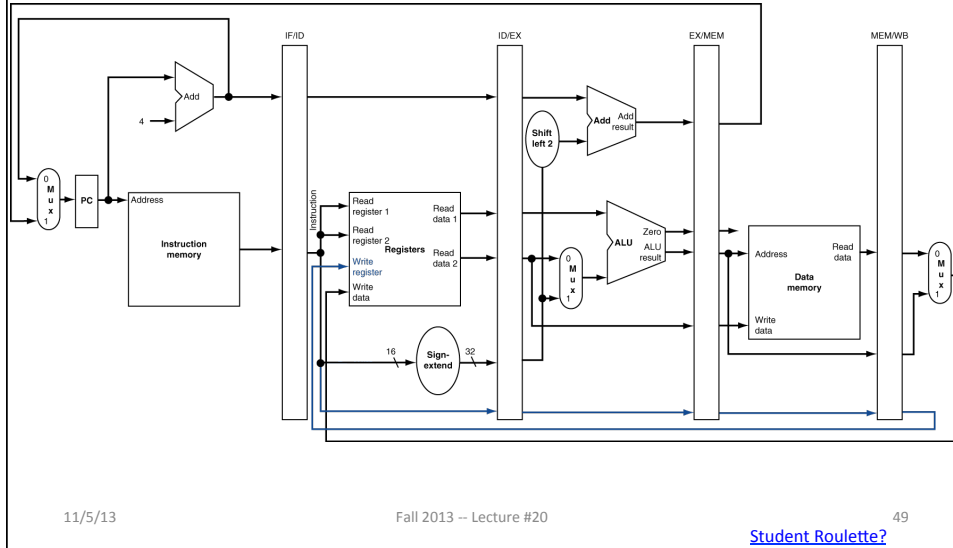 IF/ID
ID/EX
EX/MEM
MEM/WB
Add
4
Shift
left 2
Add
Add
result
0
M
u
x
1
PC
Address
Instruction
memory
Instruction
Read
register 1
Read
register 2
Write
register
Write
data
Registers
Read
data 1
Read
data 2
16
Sign-
extend
32
0
M
u
x
1
Zero
ALU
ALU
result
Address
Write
data
Data
memory
Read
data
0
M
u
x
1
11/5/13
Fall 2013 -- Lecture #20
49
Student Roulette?